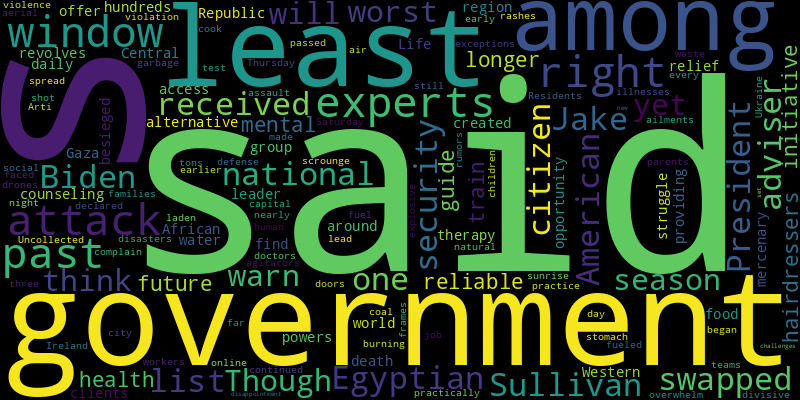 violence
aerial
offer
hundreds
Republic
will
worst
region
early
rashes
violation
window
least
among
cook
Life
exceptions
revolves
Central
passed
air
longer
daily
garbage
test
Thursday
right
relief
waste
spread
access
assault
still
illnesses
every
S
received
experts
Residents
new
shot
Arti
besieged
alternative
Saturday
mental
made
created
citizen
Jake
yet
Ukraine
adviser
initiative
ailments
Gaza
group
said
social
faced
drones
Biden
tons
defense
scrounge
earlier
national
security
guide
rumors
train
children
opportunity
American
parents
struggle
providing
President
mercenary
hairdressers
counseling
families
leader
night
declared
capital
attack
laden
nearly
fuel
explosive
African
human
around
Uncollected
disasters
water
find
lead
therapy
past
complain
doctors
natural
agitators
three
think
future
warn
doors
one
reliable
sunrise
practice
season
government
coal
frames
day
food
world
city
far
powers
burning
job
stomach
began
Ireland
fueled
challenges
workers
online
death
Western
health
list
Though
continued
Egyptian
Sullivan
teams
swapped
clients
disappointment
practically
overwhelm
divisive